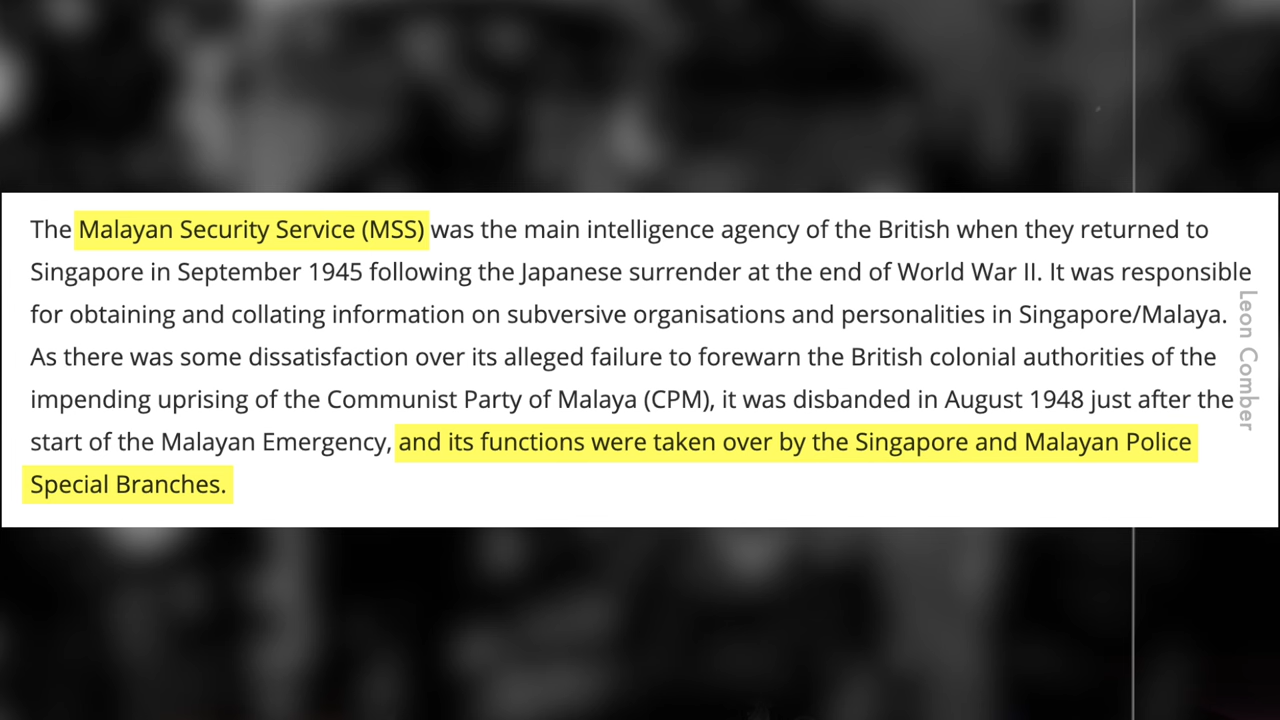 The Malayan Security Service (MSS) was the main intelligence agency of the British when they returned to
Singapore in September 1945 following the Japanese surrender at the end of World War II. It was responsible
for obtaining and collating information on subversive organisations and personalities in Singapore/Malaya.
As there was some dissatisfaction over its alleged failure to forewarn the British colonial authorities of the
impending uprising of the Communist Party of Malaya (CPM), it was disbanded in August 1948 just after the
start of the Malayan Emergency, and its functions were taken over by the Singapore and Malayan Police
Special Branches.
Leon Comber